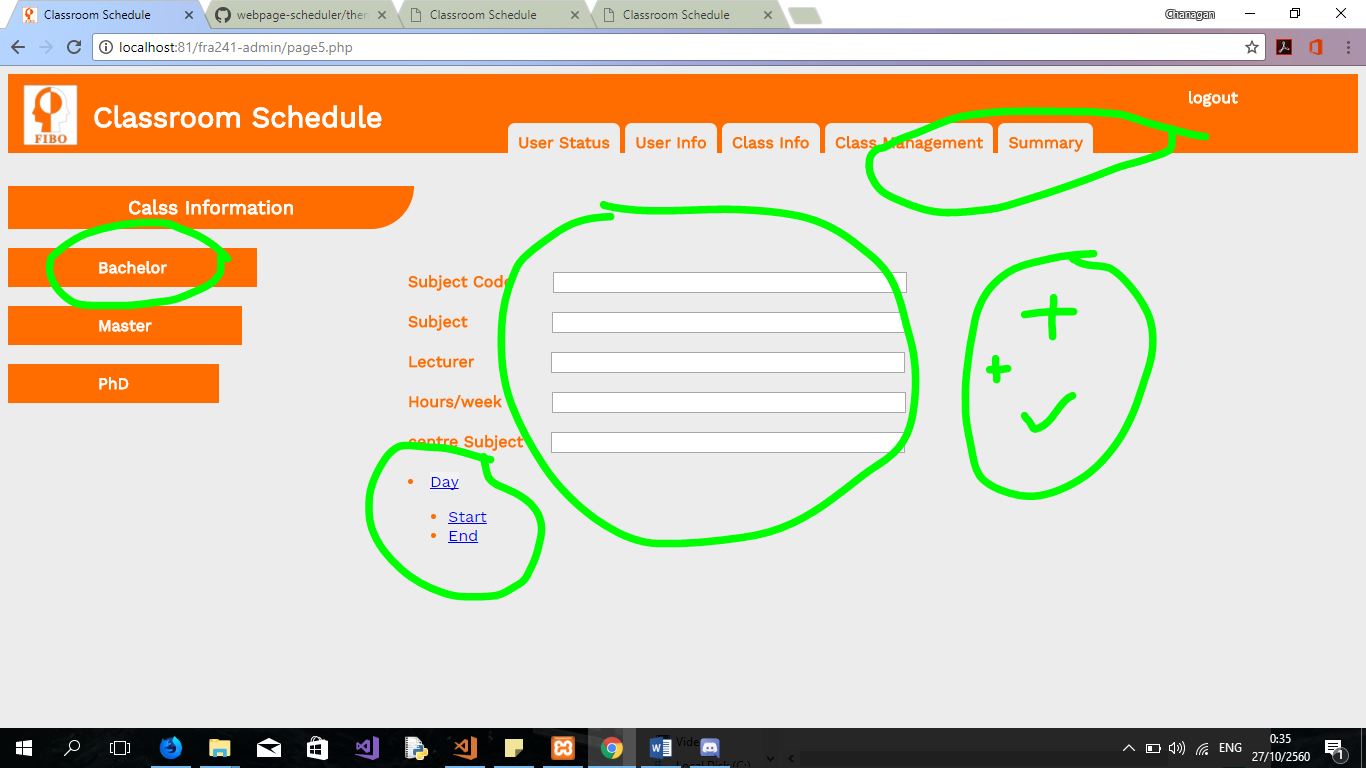 Classroom Schedule
webpage-scheduler/ther
Classroom Schedule
Classroom Schedule
Chanagan
localhost:81/fra241-admin/page5.php
FIBO
Classroom Schedule
logout
User Status
User Info
Class Info
Class Management
Summary
Calss Information
Bachelor
Master
PhD
Subject Code
Subject
Lecturer
Hours/week
centre Subject
Day
Start
End
ENG
0:35
27/10/2560